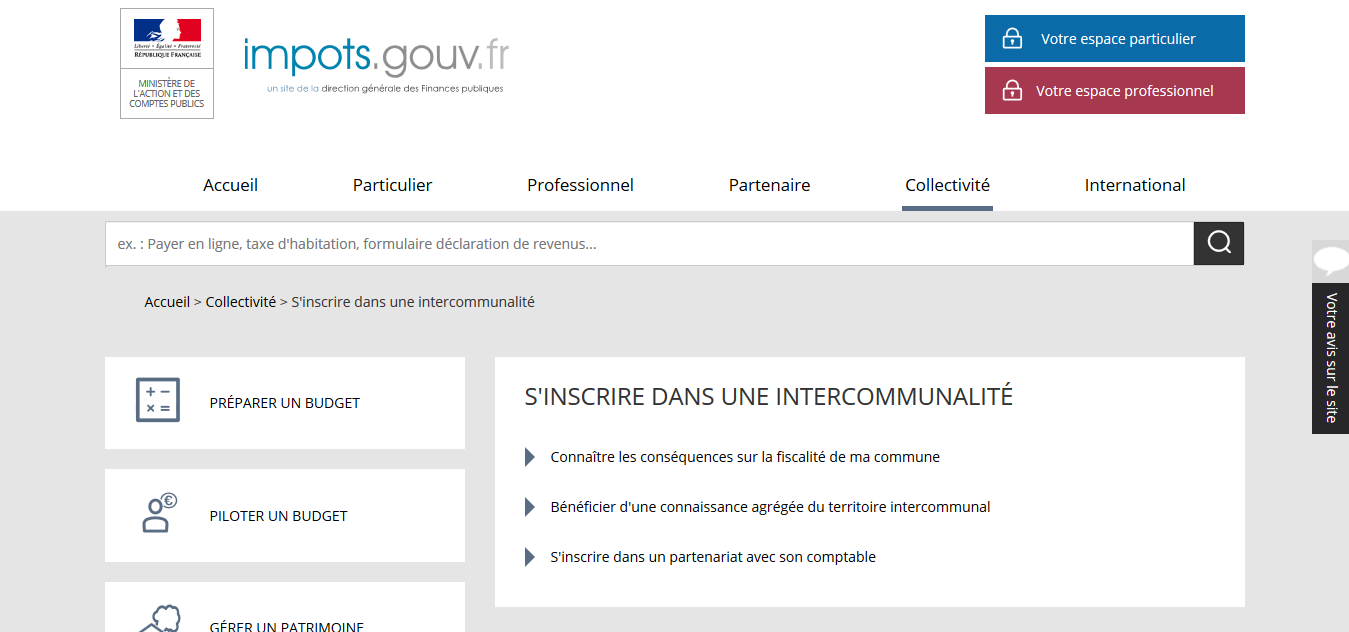 Liberté • Égalité • Fraternité
RÉPUBLIQUE FRANÇAISE
MINISTÈRE DE
L'ACTION ET DES
COMPTES PUBLICS
impots.gouv.fr
un site de la direction générale des Finances publiques
Votre espace particulier
Votre espace professionnel
Accueil
Particulier
Professionnel
Partenaire
Collectivité
International
ex. : Payer en ligne, taxe d'habitation, formulaire déclaration de revenus...
Votre avis sur le site
Accueil > Collectivité > S'inscrire dans une intercommunalité
PRÉPARER UN BUDGET
PILOTER UN BUDGET
GÉRER UN PATRIMOINE
S'INSCRIRE DANS UNE INTERCOMMUNALITÉ
Connaître les conséquences sur la fiscalité de ma commune
Bénéficier d'une connaissance agrégée du territoire intercommunal
S'inscrire dans un partenariat avec son comptable